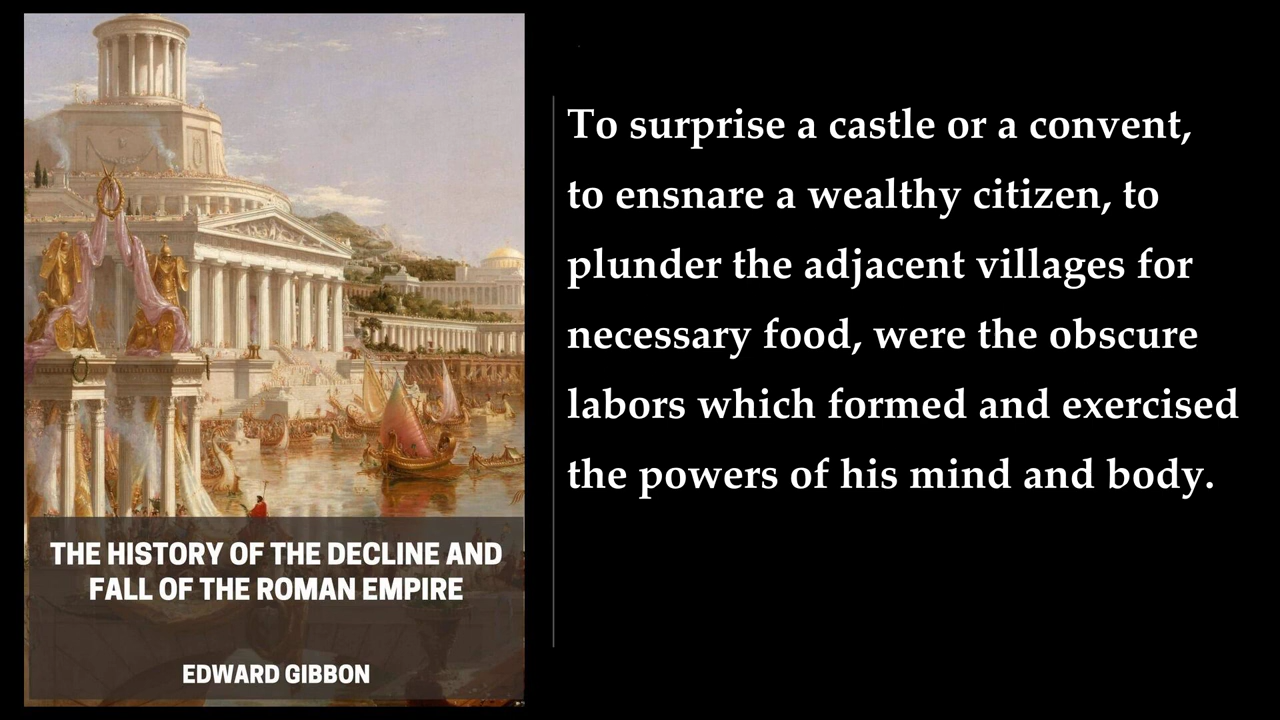 THE HISTORY OF THE DECLINE AND
FALL OF THE ROMAN EMPIRE
EDWARD GIBBON
To surprise a castle or a convent,
to ensnare a wealthy citizen, to
plunder the adjacent villages for
necessary food, were the obscure
labors which formed and exercised
the powers of his mind and body.